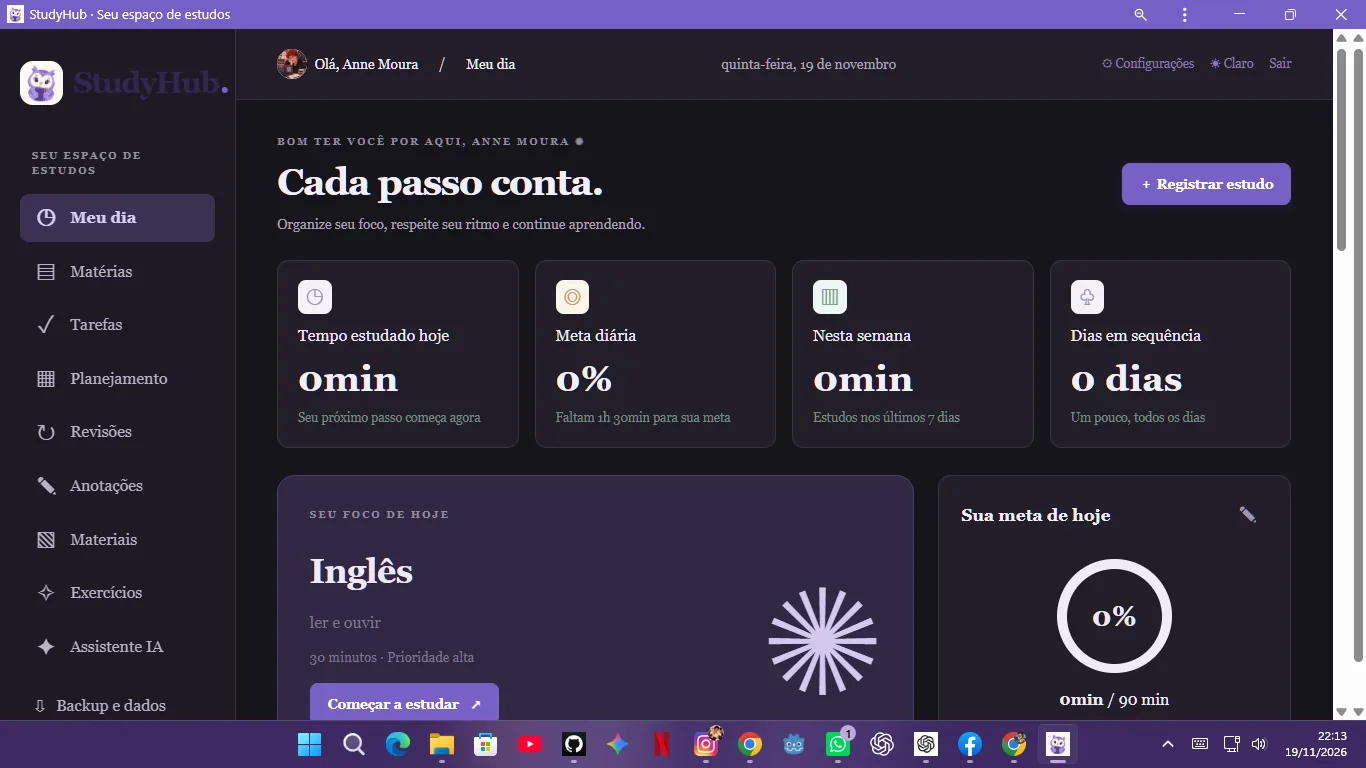 StudyHub · Seu espaço de estudos
StudyHub.
Olá, Anne Moura / Meu dia
quinta-feira, 19 de novembro
Configurações
Claro
Sair
SEU ESPAÇO DE
ESTUDOS
Meu dia
Matérias
Tarefas
Planejamento
Revisões
Anotações
Materiais
Exercícios
Assistente IA
Backup e dados
BOM TER VOCÊ POR AQUI, ANNE MOURA
Cada passo conta.
Organize seu foco, respeite seu ritmo e continue aprendendo.
+ Registrar estudo
Tempo estudado hoje
0min
Seu próximo passo começa agora
Meta diária
0%
Faltam 1h 30min para sua meta
Nesta semana
0min
Estudos nos últimos 7 dias
Dias em sequência
0 dias
Um pouco, todos os dias
SEU FOCO DE HOJE
Inglês
ler e ouvir
30 minutos · Prioridade alta
Começar a estudar ↗
Sua meta de hoje
0%
0min / 90 min
1
22:13
19/11/2026